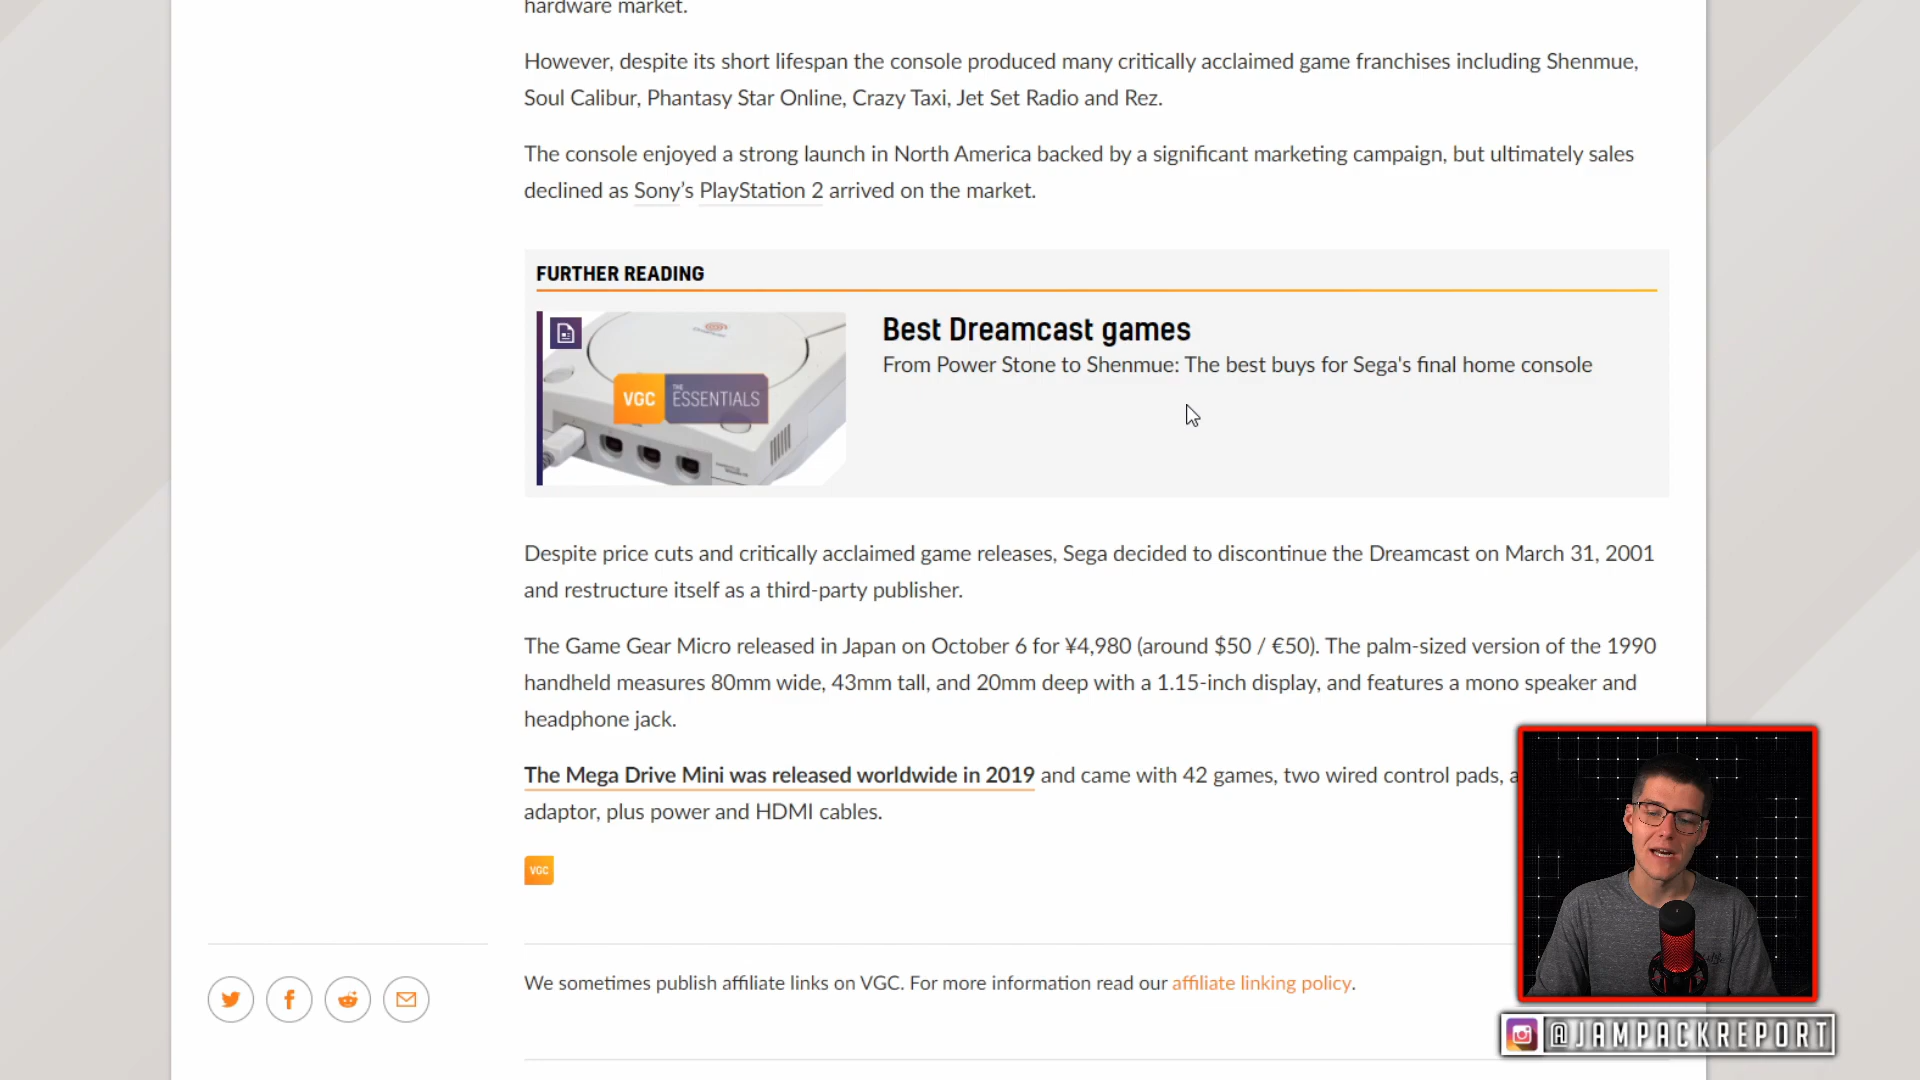 hardware market.
However, despite its short lifespan the console produced many critically acclaimed game franchises including Shenmue,
Soul Calibur, Phantasy Star Online, Crazy Taxi, Jet Set Radio and Rez.
The console enjoyed a strong launch in North America backed by a significant marketing campaign, but ultimately sales
declined as Sony's PlayStation 2 arrived on the market.
FURTHER READING
Dreamcast
VGC THE ESSENTIALS
Best Dreamcast games
From Power Stone to Shenmue: The best buys for Sega's final home console
Despite price cuts and critically acclaimed game releases, Sega decided to discontinue the Dreamcast on March 31, 2001
and restructure itself as a third-party publisher.
The Game Gear Micro released in Japan on October 6 for ¥4,980 (around $50 / €50). The palm-sized version of the 1990
handheld measures 80mm wide, 43mm tall, and 20mm deep with a 1.15-inch display, and features a mono speaker and
headphone jack.
The Mega Drive Mini was released worldwide in 2019 and came with 42 games, two wired control pads, a
adaptor, plus power and HDMI cables.
VGC
We sometimes publish affiliate links on VGC. For more information read our affiliate linking policy.
@JAMPACKREPORT